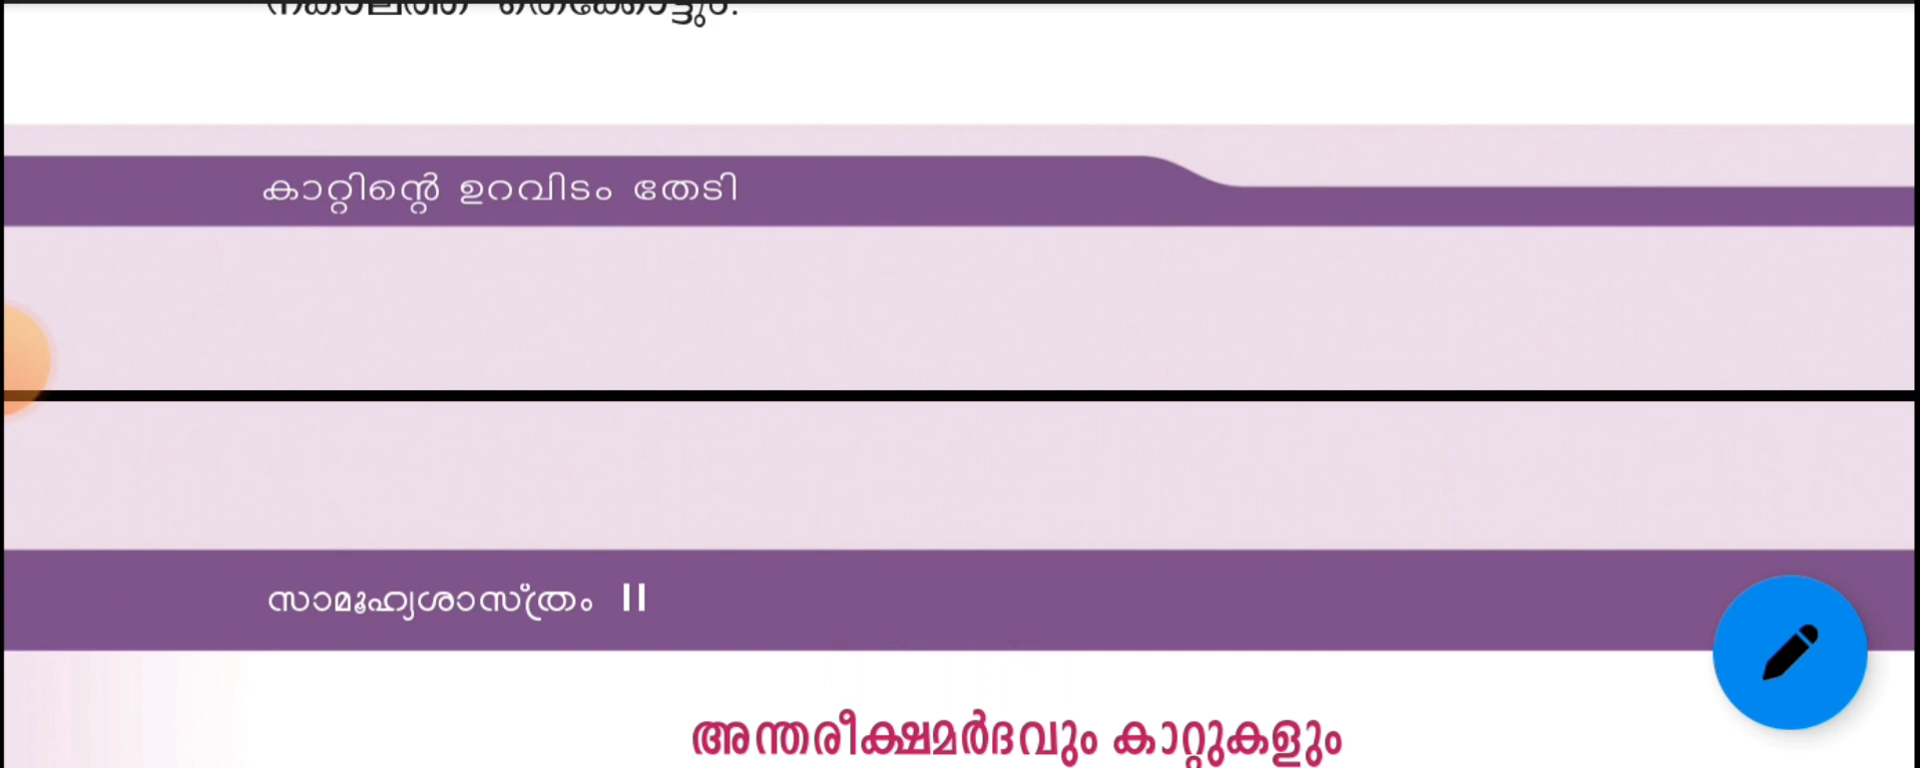 കാറ്റിന്റെ ഉറവിടം തേടി
സാമൂഹ്യശാസ്ത്രം II
അന്തരീക്ഷമർദവും കാറ്റുകളും